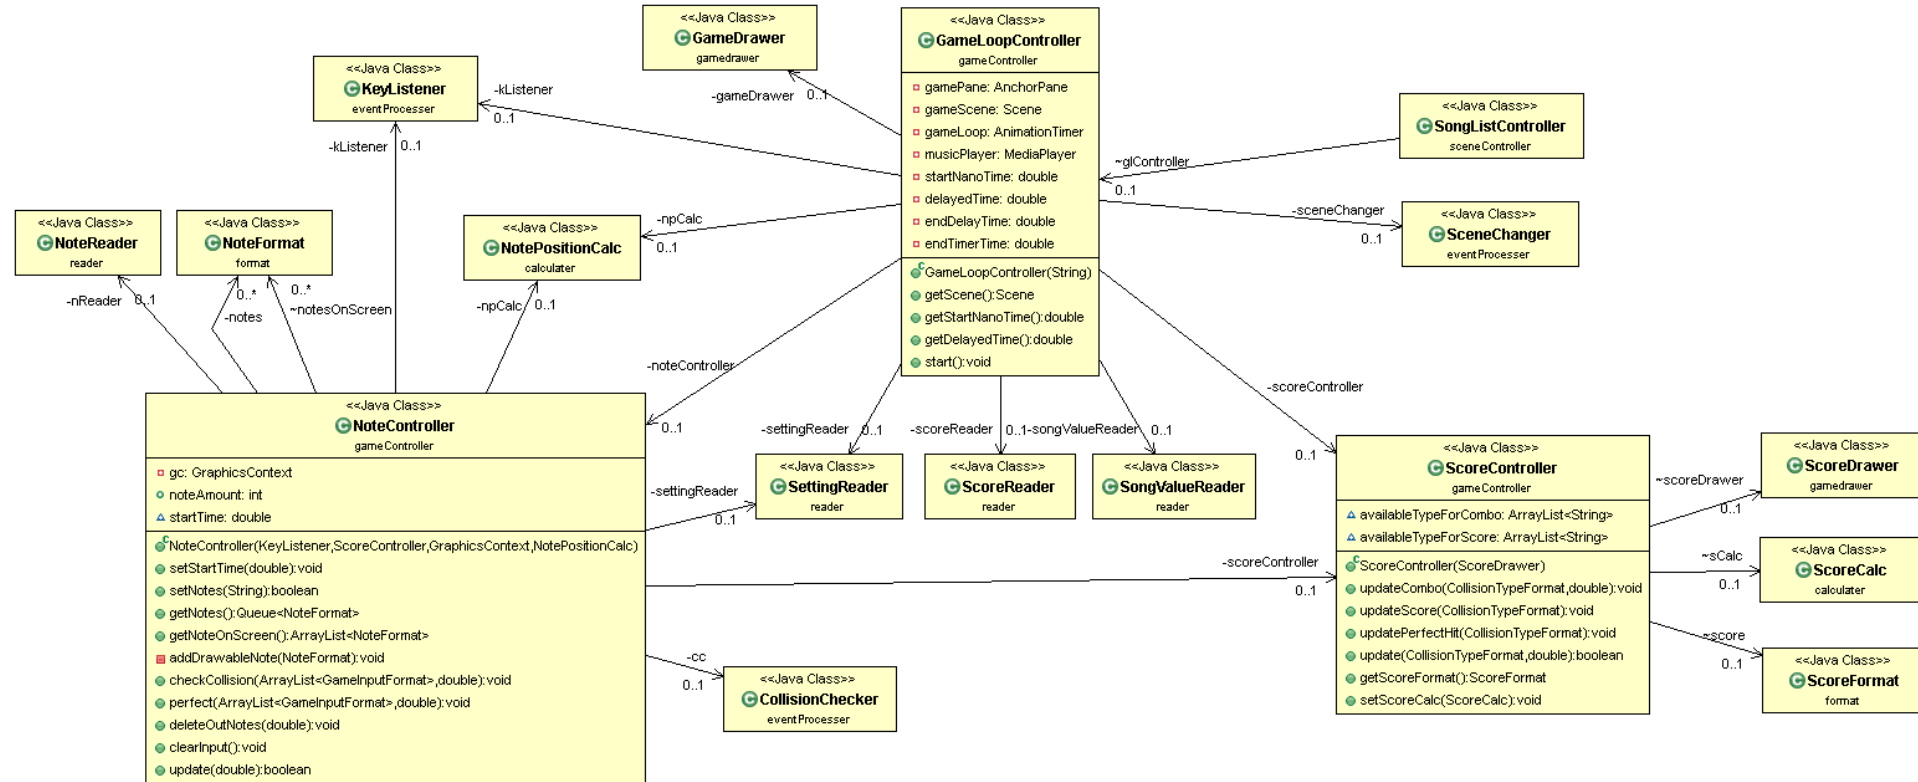 <<Java Class>>
GameDrawer
gamedrawer
<<Java Class>>
GameLoopController
gameController
gamePane: AnchorPane
gameScene: Scene
gameLoop: AnimationTimer
musicPlayer: MediaPlayer
startNanoTime: double
delayedTime: double
endDelayTime: double
endTimerTime: double
GameLoopController(String)
getScene():Scene
getStartNanoTime():double
getDelayedTime():double
start():void
<<Java Class>>
KeyListener
eventProcesser
-kListener
0..1
-gameDrawer
0..1
<<Java Class>>
SongListController
sceneController
~glController
0..1
-kListener
0..1
<<Java Class>>
NoteReader
reader
<<Java Class>>
NoteFormat
format
<<Java Class>>
NotePositionCalc
calculater
-npCalc
0..1
-sceneChanger
0..1
<<Java Class>>
SceneChanger
eventProcesser
-nReader
0..1
-notes
0..*
~notesOnScreen
0..*
-npCalc
0..1
-noteController
0..1
-scoreController
0..1
-settingReader
0..1
-scoreReader
0..1
-songValueReader
0..1
<<Java Class>>
NoteController
gameController
gc: GraphicsContext
noteAmount: int
startTime: double
NoteController(KeyListener,ScoreController,GraphicsContext,NotePositionCalc)
setStartTime(double):void
setNotes(String):boolean
getNotes():Queue<NoteFormat>
getNoteOnScreen():ArrayList<NoteFormat>
addDrawableNote(NoteFormat):void
checkCollision(ArrayList<GameInputFormat>,double):void
perfect(ArrayList<GameInputFormat>,double):void
deleteOutNotes(double):void
clearInput():void
update(double):boolean
-settingReader
0..1
<<Java Class>>
SettingReader
reader
<<Java Class>>
ScoreReader
reader
<<Java Class>>
SongValueReader
reader
-scoreController
0..1
-cc
0..1
<<Java Class>>
CollisionChecker
eventProcesser
<<Java Class>>
ScoreController
gameController
availableTypeForCombo: ArrayList<String>
availableTypeForScore: ArrayList<String>
ScoreController(ScoreDrawer)
updateCombo(CollisionTypeFormat,double):void
updateScore(CollisionTypeFormat):void
updatePerfectHit(CollisionTypeFormat):void
update(CollisionTypeFormat,double):boolean
getScoreFormat():ScoreFormat
setScoreCalc(ScoreCalc):void
~scoreDrawer
0..1
<<Java Class>>
ScoreDrawer
gamedrawer
~sCalc
0..1
<<Java Class>>
ScoreCalc
calculater
~score
0..1
<<Java Class>>
ScoreFormat
format